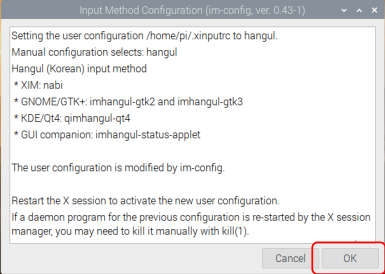 Input Method Configuration (im-config, ver. 0.43-1)
Setting the user configuration /home/pi/.xinputrc to hangul.
Manual configuration selects: hangul
Hangul (Korean) input method
* XIM: nabi
* GNOME/GTK+: imhangul-gtk2 and imhangul-gtk3
* KDE/Qt4: qimhangul-qt4
* GUI companion: imhangul-status-applet
The user configuration is modified by im-config.
Restart the X session to activate the new user configuration.
If a daemon program for the previous configuration is re-started by the X session
manager, you may need to kill it manually with kill(1).
Cancel OK